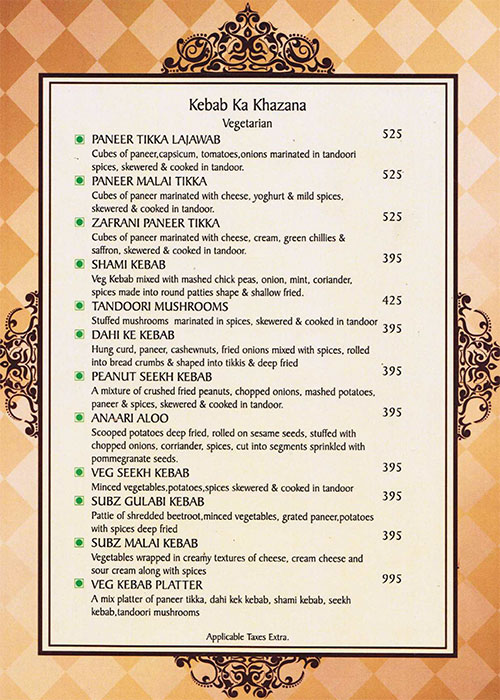 Kebab Ka Khazana
Vegetarian
PANEER TIKKA LAJAWAB 525
Cubes of paneer,capsicum, tomatoes,onions marinated in tandoori
spices, skewered & cooked in tandoor.
PANEER MALAI TIKKA 525
Cubes of paneer marinated with cheese, yoghurt & mild spices,
skewered & cooked in tandoor.
ZAFRANI PANEER TIKKA 525
Cubes of paneer marinated with cheese, cream, green chillies &
saffron, skewered & cooked in tandoor.
SHAMI KEBAB 395
Veg Kebab mixed with mashed chick peas, onion, mint, coriander,
spices made into round patties shape & shallow fried.
TANDOORI MUSHROOMS 425
Stuffed mushrooms marinated in spices, skewered & cooked in tandoor
DAHI KE KEBAB 395
Hung curd, paneer, cashewnuts, fried onions mixed with spices, rolled
into bread crumbs & shaped into tikkis & deep fried
PEANUT SEEKH KEBAB 395
A mixture of crushed fried peanuts, chopped onions, mashed potatoes,
paneer & spices, skewered & cooked in tandoor.
ANAARI ALOO 395
Scooped potatoes deep fried, rolled on sesame seeds, stuffed with
chopped onions, corriander, spices, cut into segments sprinkled with
pommegranate seeds.
VEG SEEKH KEBAB 395
Minced vegetables,potatoes,spices skewered & cooked in tandoor
SUBZ GULABI KEBAB 395
Pattie of shredded beetroot,minced vegetables, grated paneer,potatoes
with spices deep fried
SUBZ MALAI KEBAB 395
Vegetables wrapped in creamy textures of cheese, cream cheese and
sour cream along with spices
VEG KEBAB PLATTER 995
A mix platter of paneer tikka, dahi kek kebab, shami kebab, seekh
kebab,tandoori mushrooms
Applicable Taxes Extra.